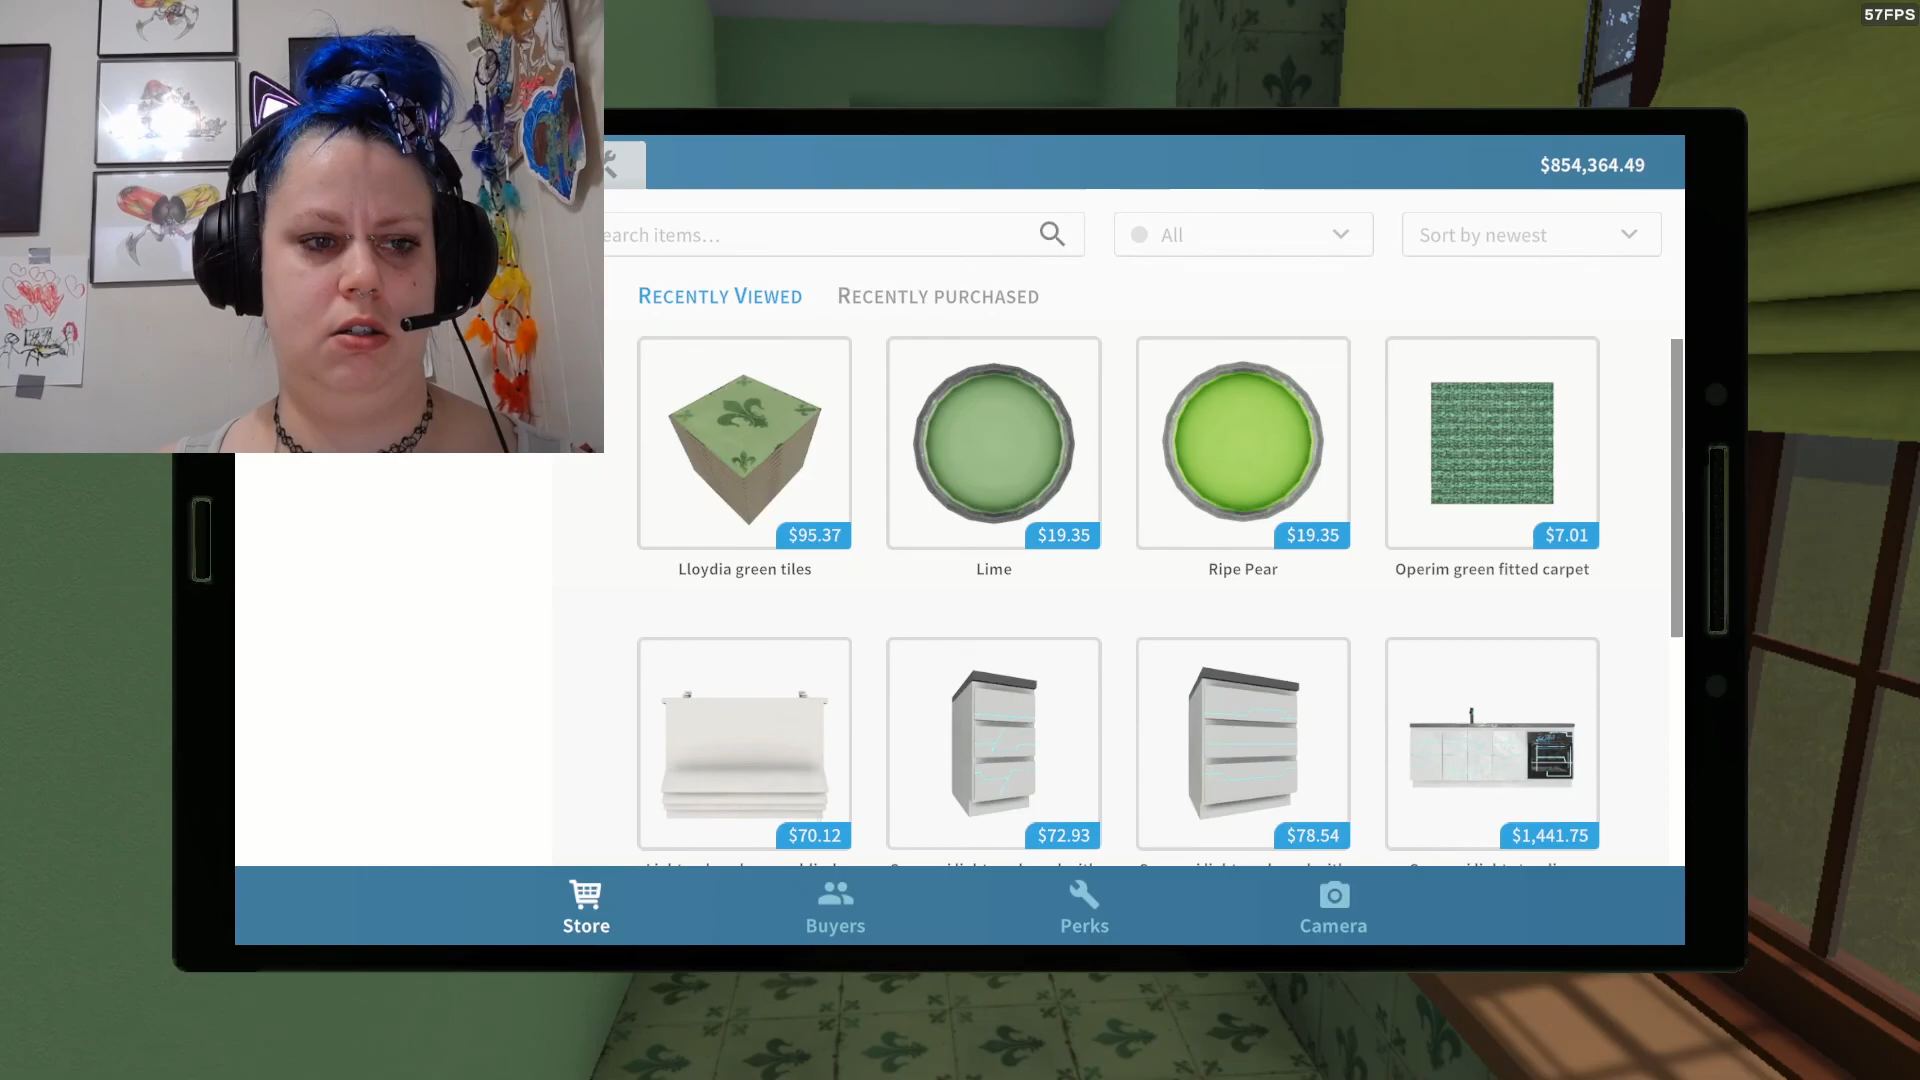 57FPS
$854,364.49
earch items...
All
Sort by newest
RECENTLY VIEWED
RECENTLY PURCHASED
$95.37
$19.35
$19.35
$7.01
Lloydia green tiles
Lime
Ripe Pear
Operim green fitted carpet
$70.12
$72.93
$78.54
$1,441.75
Store
Buyers
Perks
Camera